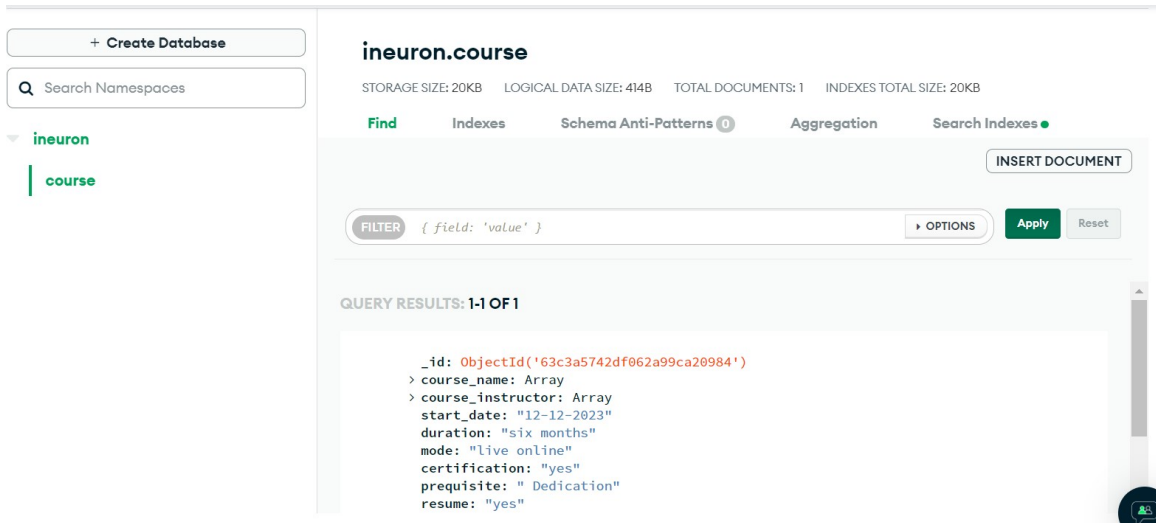 + Create Database
Search Namespaces
ineuron
course
ineuron.course
STORAGE SIZE: 20KB LOGICAL DATA SIZE: 414B TOTAL DOCUMENTS: 1 INDEXES TOTAL SIZE: 20KB
Find Indexes Schema Anti-Patterns 0 Aggregation Search Indexes
INSERT DOCUMENT
FILTER { field: 'value' } OPTIONS Apply Reset
QUERY RESULTS: 1-1 OF 1
_id: ObjectId('63c3a5742df062a99ca20984')
> course_name: Array
> course_instructor: Array
start_date: "12-12-2023"
duration: "six months"
mode: "live online"
certification: "yes"
prequisite: " Dedication"
resume: "yes"